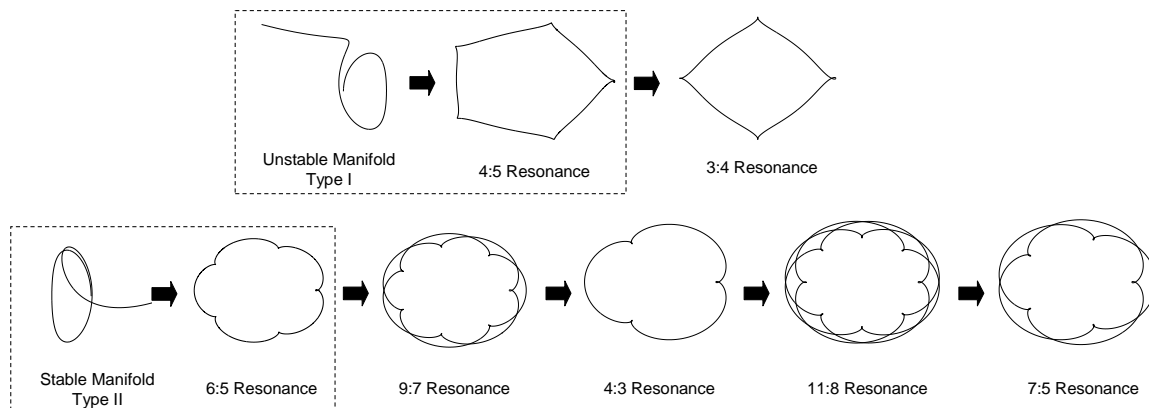 Unstable Manifold
Type I
4:5 Resonance
3:4 Resonance
Stable Manifold
Type II
6:5 Resonance
9:7 Resonance
4:3 Resonance
11:8 Resonance
7:5 Resonance